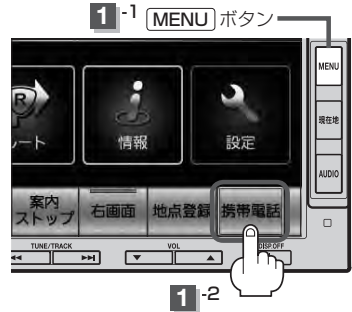 1 -1 MENU ボタン
MENU
現在地
AUDIO
R
ート
情報
設定
案内
ストップ
右画面
地点登録
携帯電話
TUNE/TRACK
VOL
DISP.OFF
1 -2